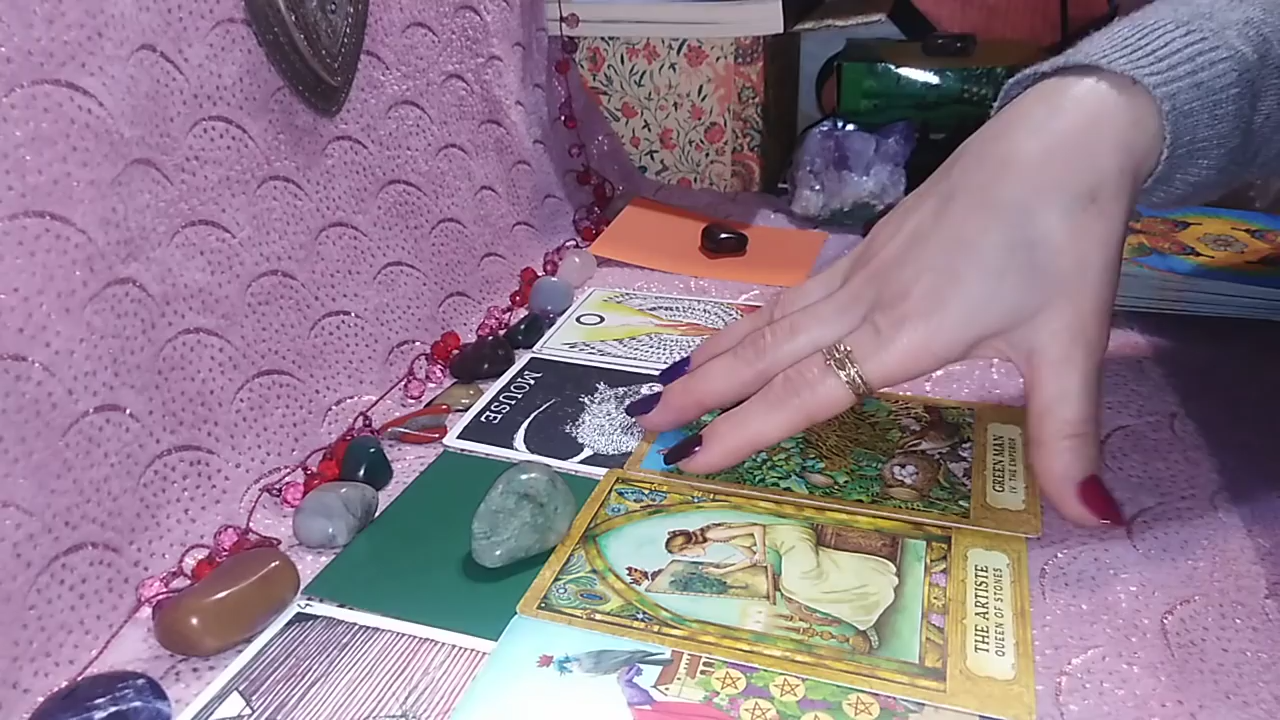 O
MOUSE
GREEN MAN
IV. THE EMPEROR
THE ARTISTE
QUEEN OF STONES